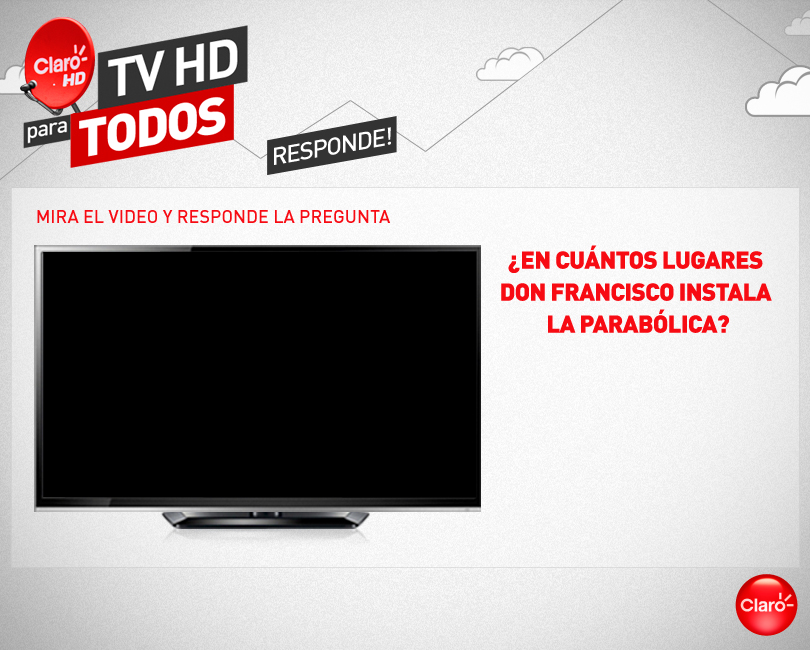 Claro
HD
TV HD
para TODOS
RESPONDE!
MIRA EL VIDEO Y RESPONDE LA PREGUNTA
¿EN CUÁNTOS LUGARES
DON FRANCISCO INSTALA
LA PARABÓLICA?
Claro